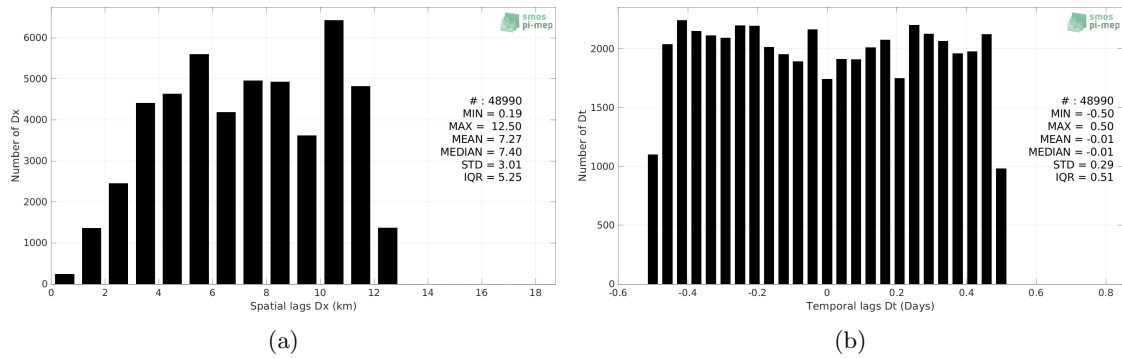 smos
pi-mep
6000
5000
4000
3000
2000
1000
0
Number of Dx
# : 48990
MIN = 0.19
MAX = 12.50
MEAN = 7.27
MEDIAN = 7.40
STD = 3.01
IQR = 5.25
0 2 4 6 8 10 12 14 16 18
Spatial lags Dx (km)
(a)
smos
pi-mep
2000
1500
1000
500
0
Number of Dt
# : 48990
MIN = -0.50
MAX = 0.50
MEAN = -0.01
MEDIAN = -0.01
STD = 0.29
IQR = 0.51
-0.6 -0.4 -0.2 0 0.2 0.4 0.6 0.8
Temporal lags Dt (Days)
(b)